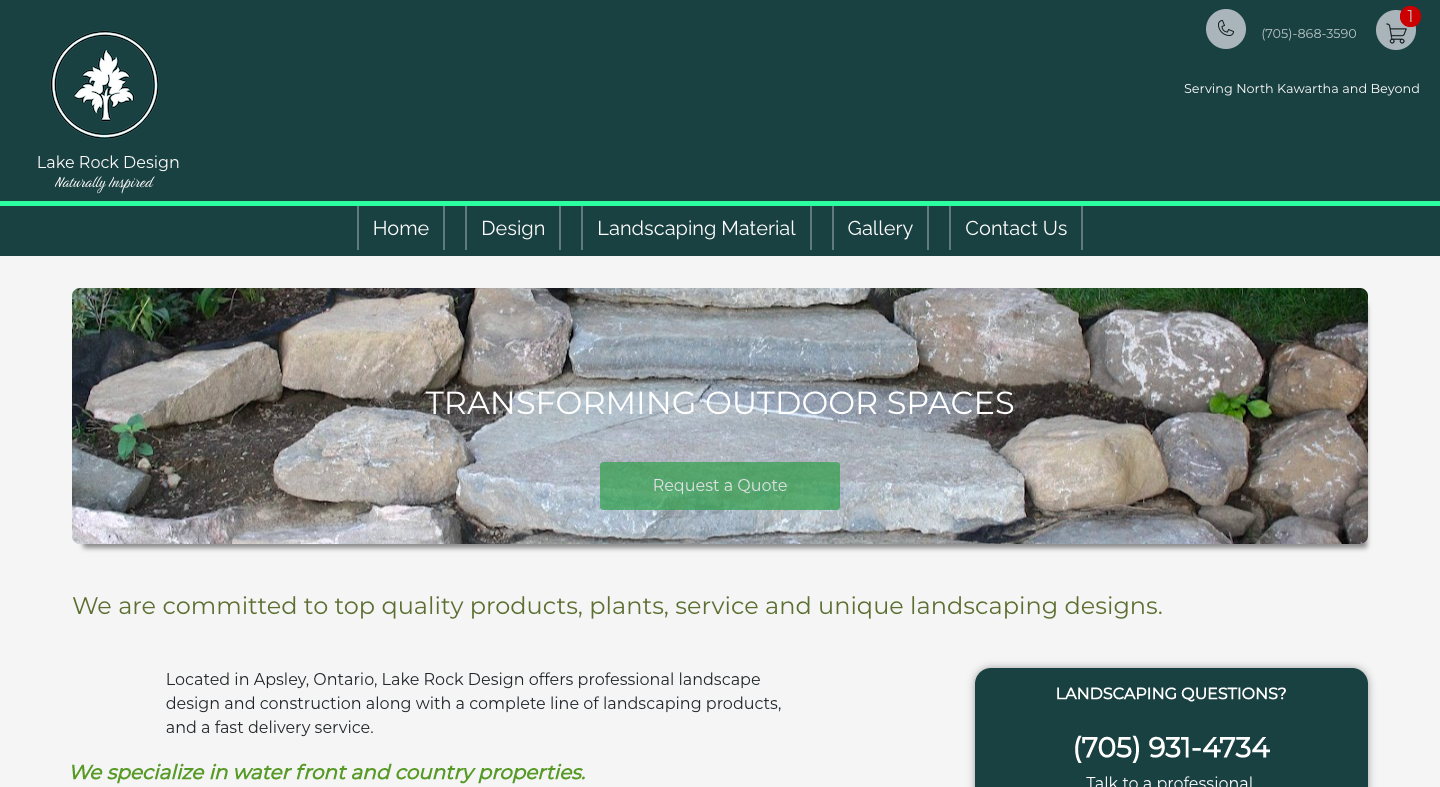 1
(705)-868-3590
Serving North Kawartha and Beyond
Lake Rock Design
Naturally Inspired
Home Design Landscaping Material Gallery Contact Us
TRANSFORMING OUTDOOR SPACES
Request a Quote
We are committed to top quality products, plants, service and unique landscaping designs.
Located in Apsley, Ontario, Lake Rock Design offers professional landscape
design and construction along with a complete line of landscaping products,
and a fast delivery service.
We specialize in water front and country properties.
LANDSCAPING QUESTIONS?
(705) 931-4734
Talk to a professional